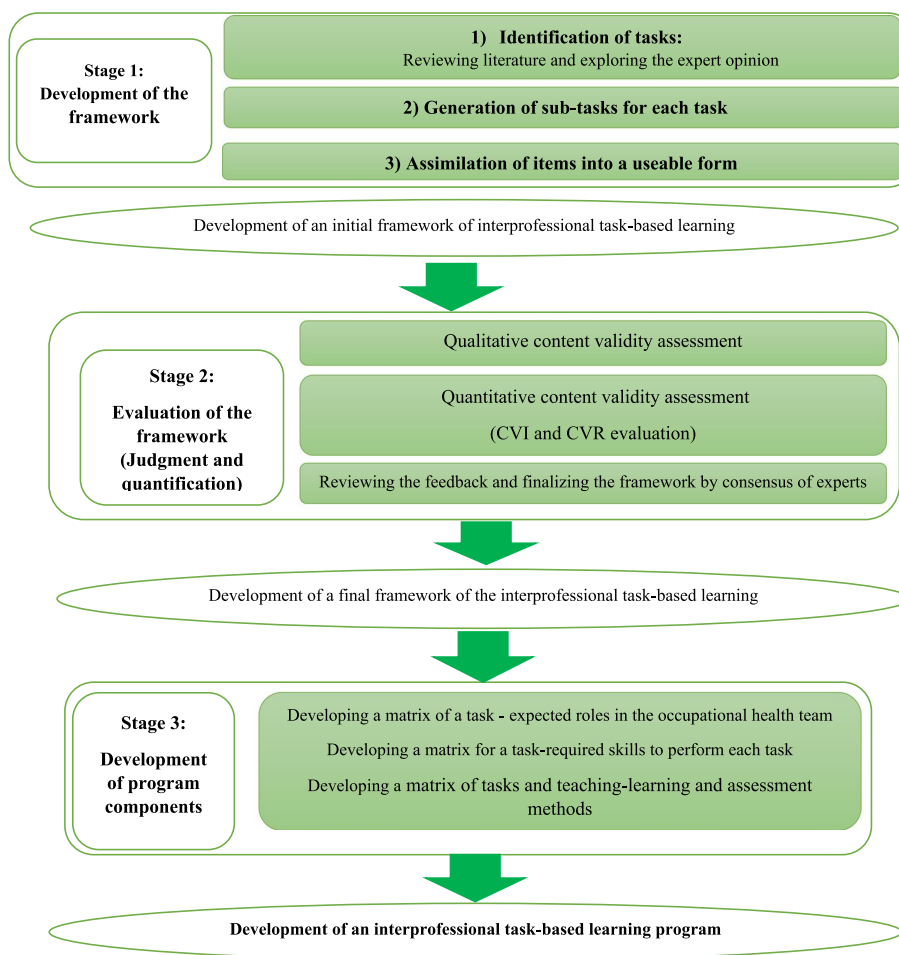 Stage 1:
Development of the
framework
1) Identification of tasks:
Reviewing literature and exploring the expert opinion
2) Generation of sub-tasks for each task
3) Assimilation of items into a useable form
Development of an initial framework of interprofessional task-based learning
Stage 2:
Evaluation of the
framework
(Judgment and
quantification)
Qualitative content validity assessment
Quantitative content validity assessment
(CVI and CVR evaluation)
Reviewing the feedback and finalizing the framework by consensus of experts
Development of a final framework of the interprofessional task-based learning
Stage 3:
Development
of program
components
Developing a matrix of a task - expected roles in the occupational health team
Developing a matrix for a task-required skills to perform each task
Developing a matrix of tasks and teaching-learning and assessment
methods
Development of an interprofessional task-based learning program